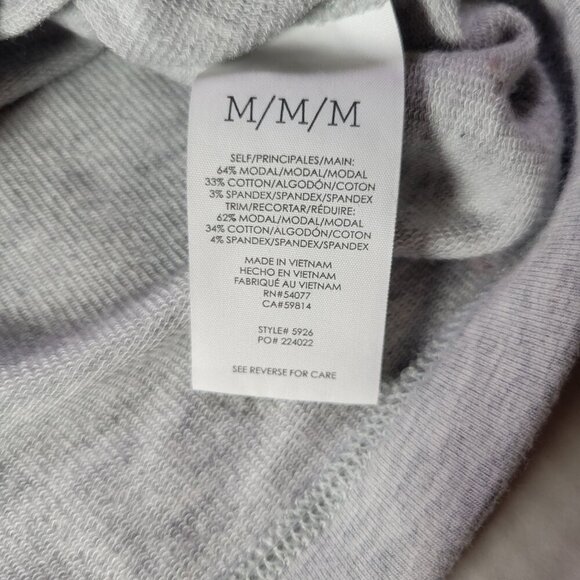 M/M/M
SELF/PRINCIPALES/MAIN:
64% MODAL/MODAL/MODAL
33% COTTON/ALGODÓN/COTON
3% SPANDEX/SPANDEX/SPANDEX
TRIM/RECORTAR/RÉDUIRE:
62% MODAL/MODAL/MODAL
34% COTTON/ALGODÓN/COTON
4% SPANDEX/SPANDEX/SPANDEX
MADE IN VIETNAM
HECHO EN VIETNAM
FABRIQUÉ AU VIETNAM
RN#54077
CA#59814
STYLE# 5926
PO# 224022
SEE REVERSE FOR CARE